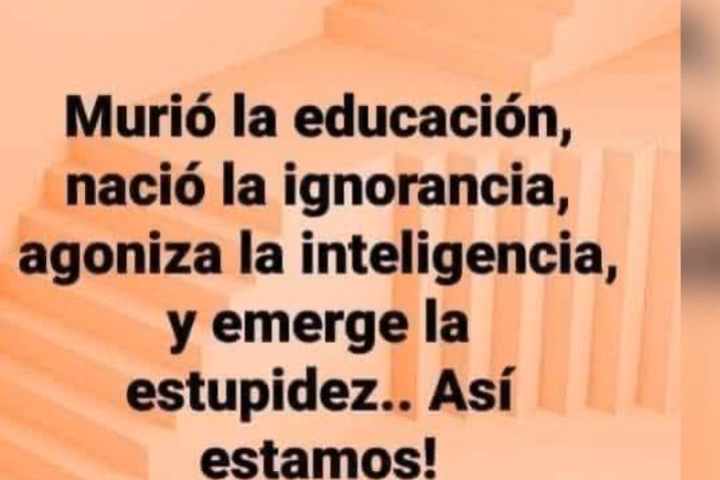 Murió la educación,
nació la ignorancia,
agoniza la inteligencia,
y emerge la
estupidez.. Así
estamos!